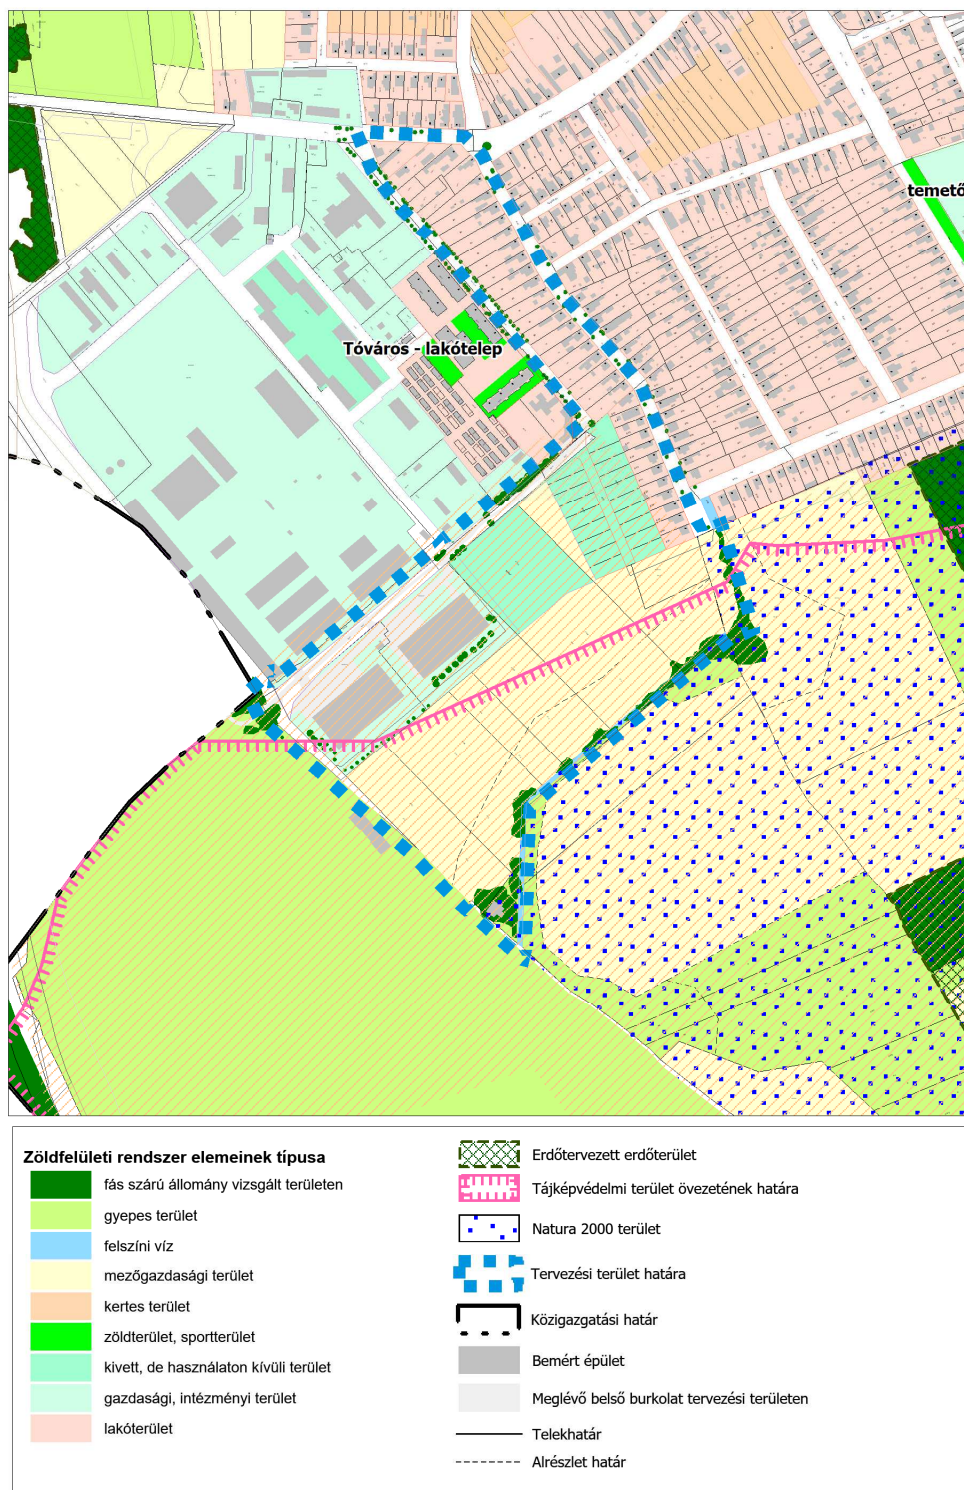 temető
Tóváros - lakótelep
Zöldfelületi rendszer elemeinek típusa
fás szárú állomány vizsgált területen
gyepes terület
felszíni víz
mezőgazdasági terület
kertes terület
zöldterület, sportterület
kivett, de használaton kívüli terület
gazdasági, intézményi terület
lakóterület
Erdőtervezett erdőterület
Tájképvédelmi terület övezetének határa
Natura 2000 terület
Tervezési terület határa
Közigazgatási határ
Bemért épület
Meglévő belső burkolat tervezési területen
Telekhatár
Alrészlet határ